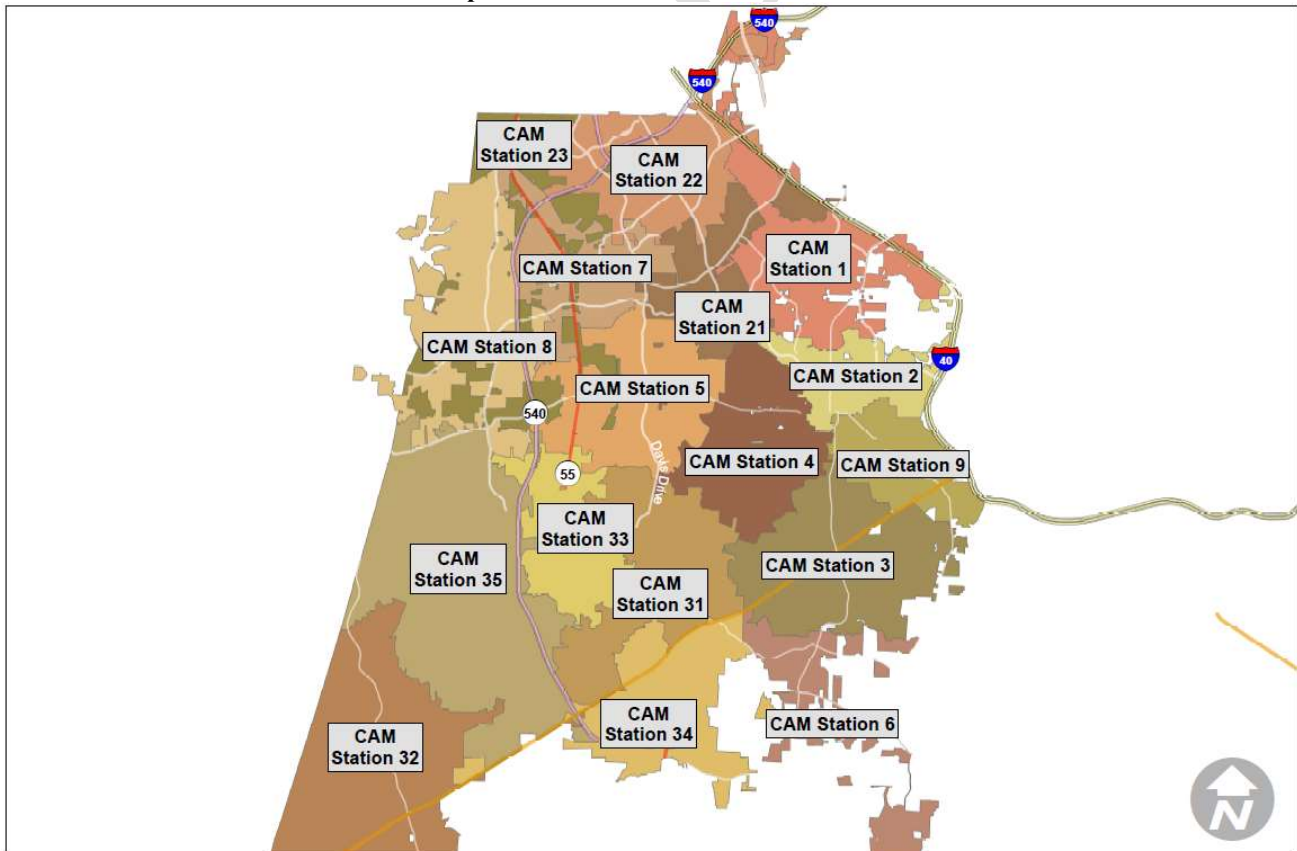 540
540
CAM
Station 23
CAM
Station 22
CAM
Station 1
CAM Station 7
CAM
Station 21
CAM Station 8
40
CAM Station 2
CAM Station 5
540
Davis Drive
CAM Station 4
CAM Station 9
55
CAM
Station 33
CAM
Station 35
CAM Station 3
CAM
Station 31
CAM
Station 34
CAM Station 6
CAM
Station 32
N